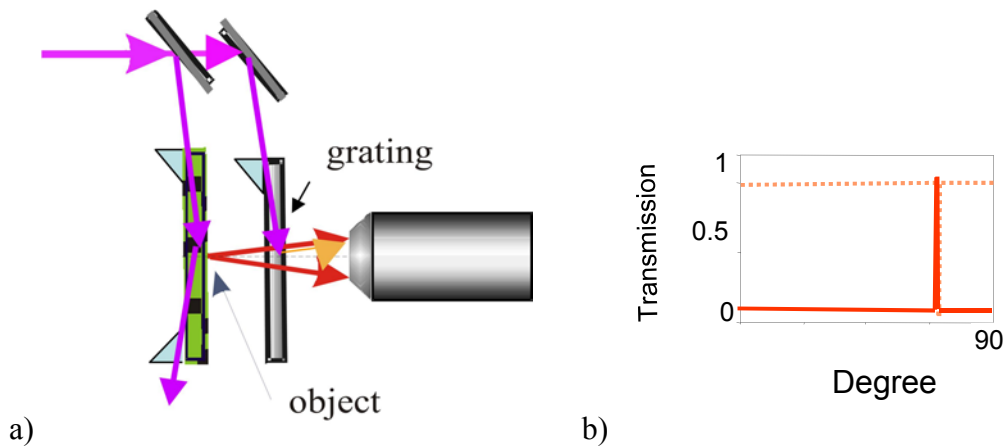 grating
object
a)
1
0.5
0
Transmission
90
Degree
b)